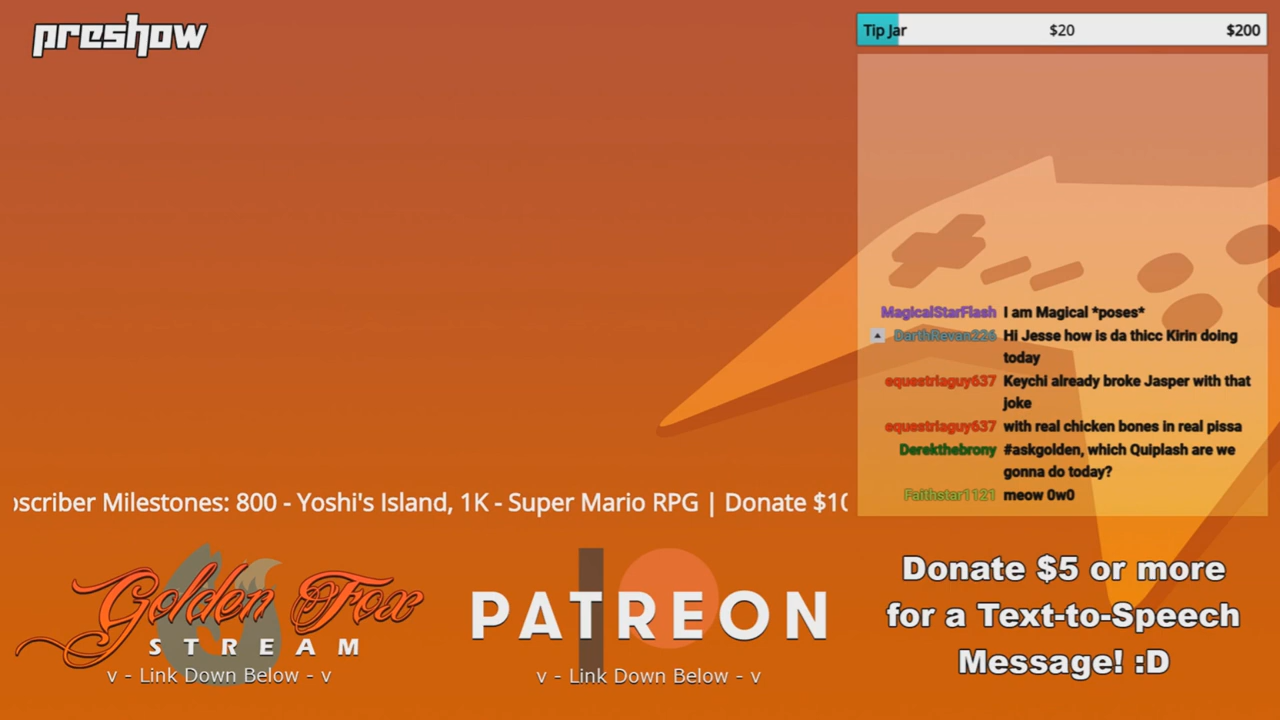 preshow
Tip Jar $20 $200
MagicalStarFlash I am Magical *poses*
DarthRevan226 Hi Jesse how is da thicc Kirin doing
today
equestriaguy637 Keychi already broke Jasper with that
joke
equestriaguy637 with real chicken bones in real pissa
Derekthebrony #askgolden, which Quiplash are we
gonna do today?
Faithstar1121 meow 0w0
bscriber Milestones: 800 - Yoshi's Island, 1K - Super Mario RPG | Donate $10
Golden Fox
STREAM
v - Link Down Below - v
PATREON
v - Link Down Below - v
Donate $5 or more
for a Text-to-Speech
Message! :D